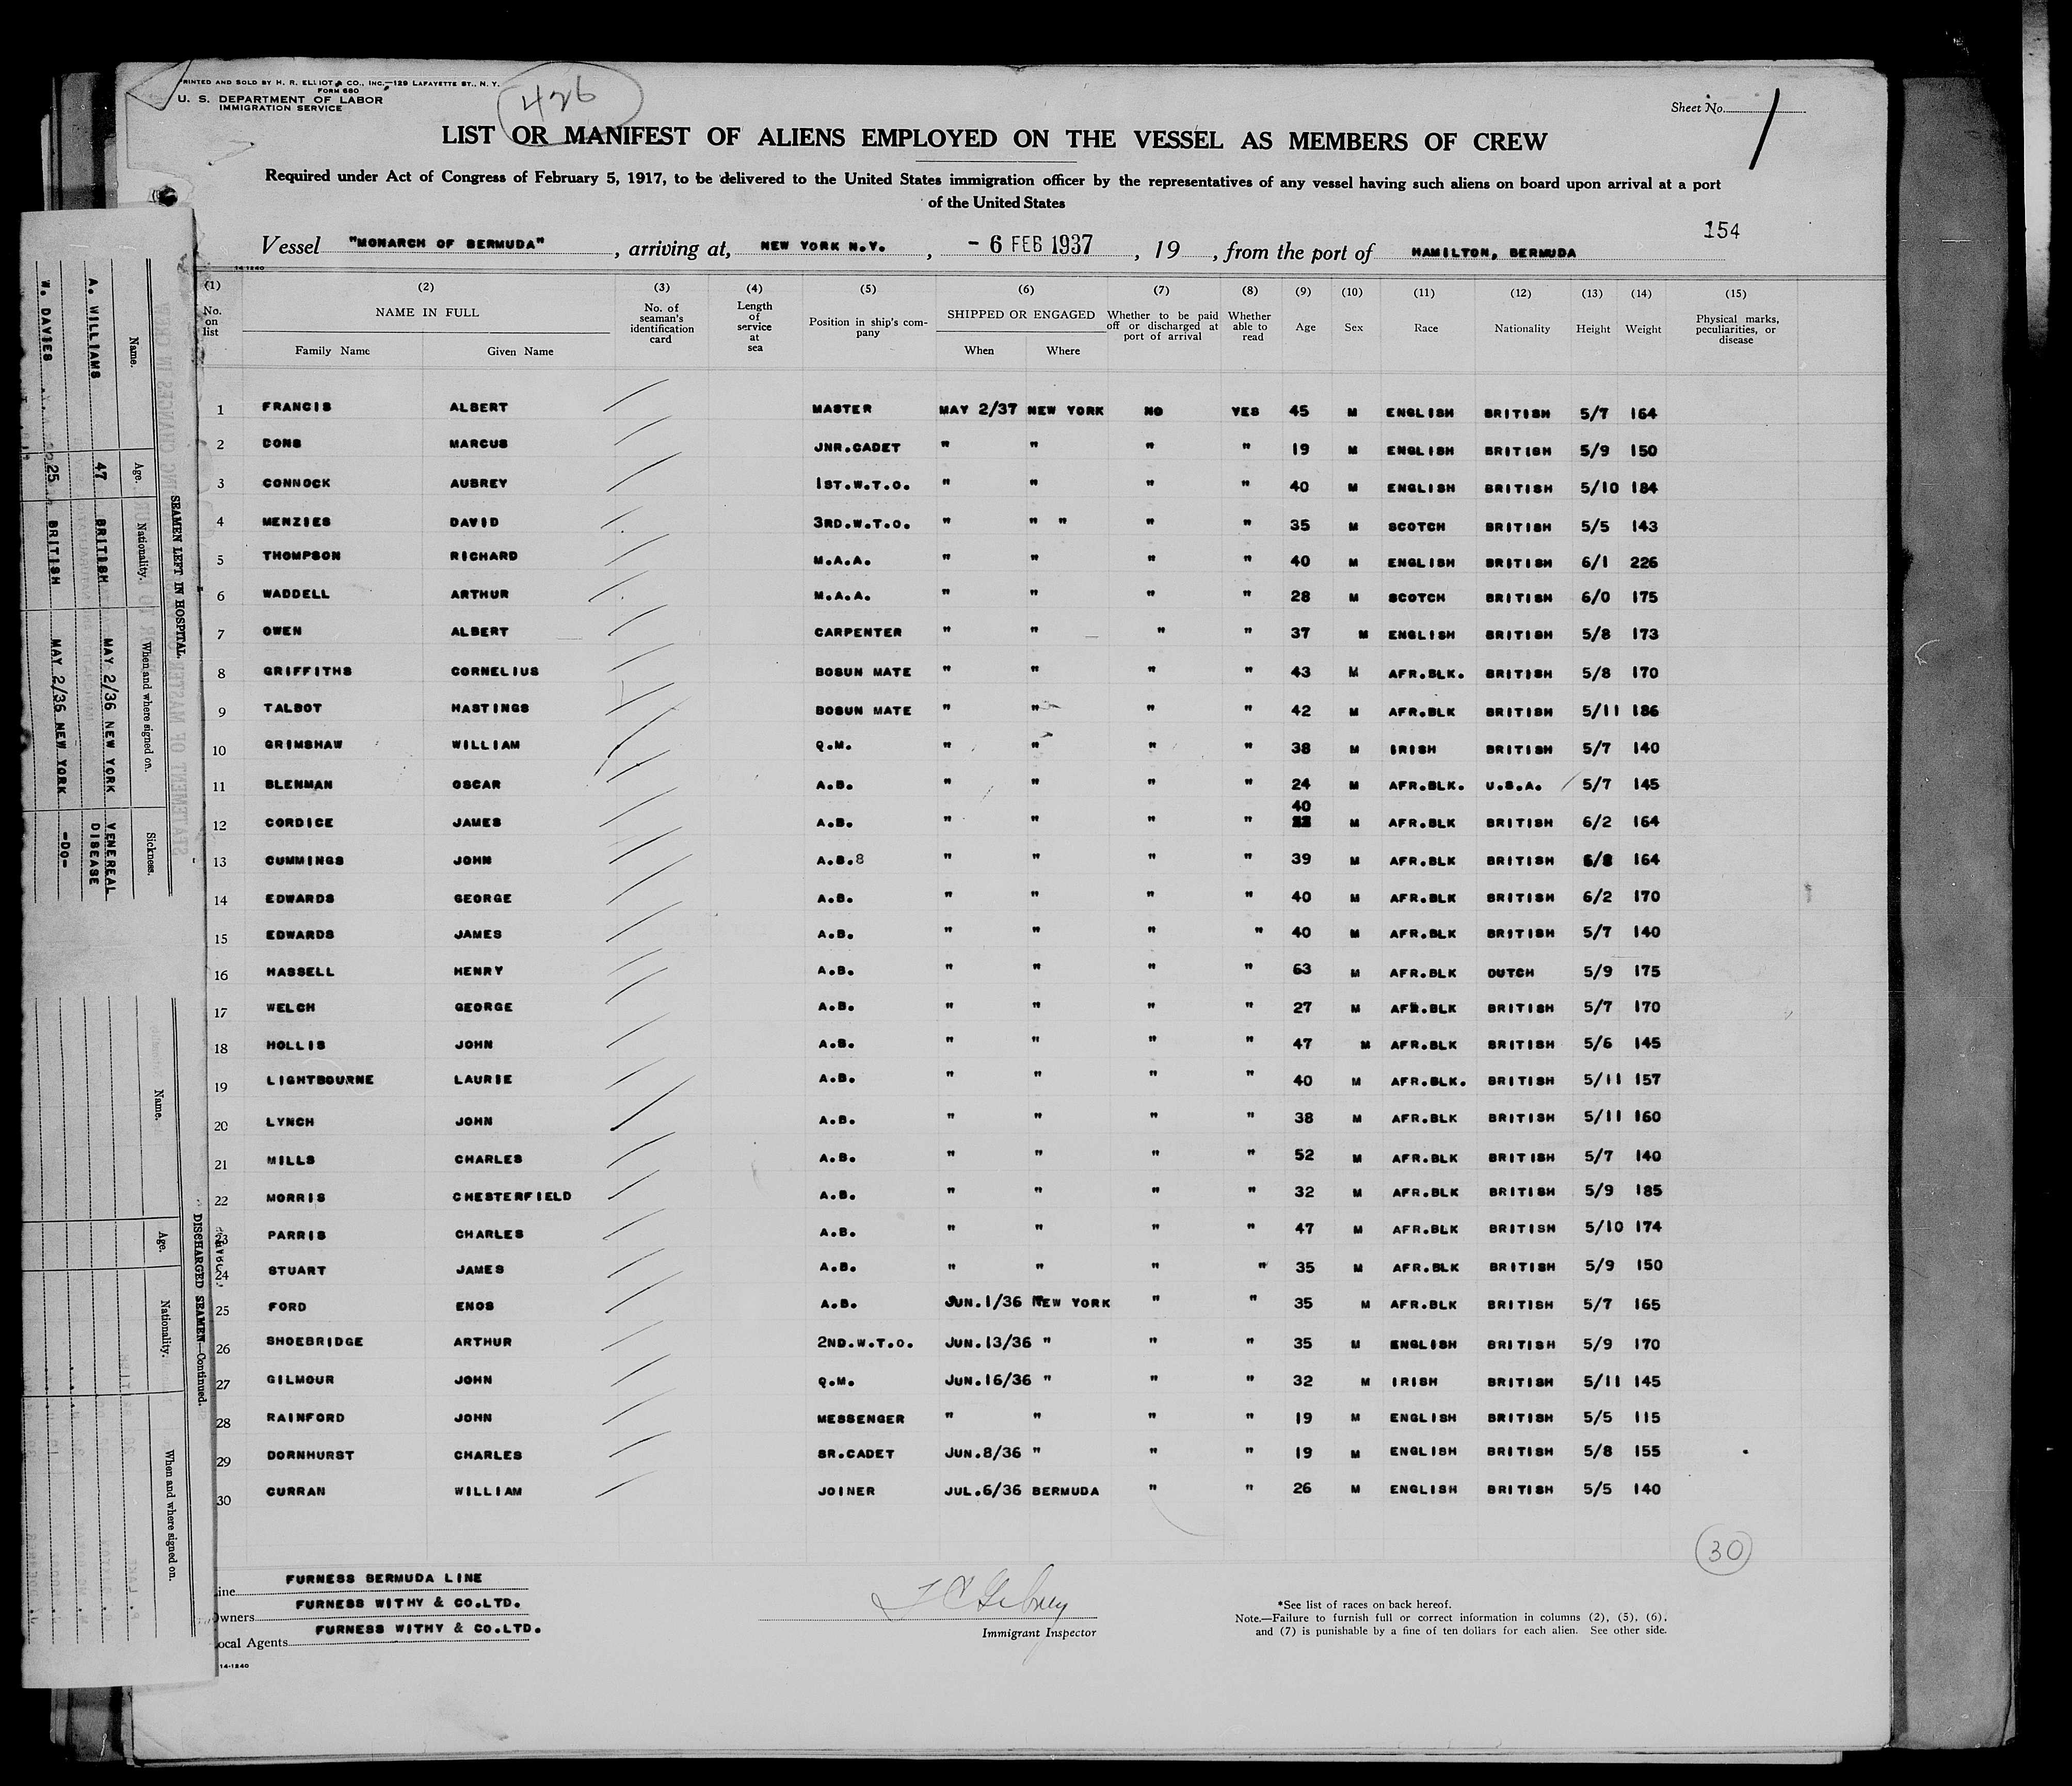 PRINTED AND SOLD BY H. R. ELLIOT & CO., INC.—129 LAFAYETTE ST., N. Y.
FORM 680
U. S. DEPARTMENT OF LABOR
IMMIGRATION SERVICE
426
Sheet No. 1
LIST OR MANIFEST OF ALIENS EMPLOYED ON THE VESSEL AS MEMBERS OF CREW
Required under Act of Congress of February 5, 1917, to be delivered to the United States immigration officer by the representatives of any vessel having such aliens on board upon arrival at a port
of the United States
154
Vessel "MONARCH OF BERMUDA", arriving at, NEW YORK N.Y., - 6 FEB 1937, 19 , from the port of HAMILTON, BERMUDA
14-1240
(1) (2) (3) (4) (5) (6) (7) (8) (9) (10) (11) (12) (13) (14) (15)
No. on list NAME IN FULL Family Name Given Name No. of seaman's identification card Length of service at sea Position in ship's company SHIPPED OR ENGAGED When Where Whether to be paid off or discharged at port of arrival Whether able to read Age Sex Race Nationality Height Weight Physical marks, peculiarities, or disease
1 FRANCIS ALBERT MASTER MAY 2/37 NEW YORK NO YES 45 M ENGLISH BRITISH 5/7 164
2 DONS MARCUS JNR.CADET " " " " 19 M ENGLISH BRITISH 5/9 150
3 CONNOCK AUBREY 1ST.W.T.O. " " " " 40 M ENGLISH BRITISH 5/10 184
4 MENZIES DAVID 3RD.W.T.O. " " " " " 35 M SCOTCH BRITISH 5/5 143
5 THOMPSON RICHARD M.A.A. " " " " 40 M ENGLISH BRITISH 6/1 226
6 WADDELL ARTHUR M.A.A. " " " " 28 M SCOTCH BRITISH 6/0 175
7 OWEN ALBERT CARPENTER " " " " 37 M ENGLISH BRITISH 5/8 173
8 GRIFFITHS CORNELIUS BOSUN MATE " " " " 43 M AFR.BLK. BRITISH 5/8 170
9 TALBOT HASTINGS BOSUN MATE " " " " 42 M AFR.BLK BRITISH 5/11 186
10 GRIMSHAW WILLIAM Q.M. " " " " 38 M IRISH BRITISH 5/7 140
11 BLENMAN OSCAR A.B. " " " " 24 M AFR.BLK. U.S.A. 5/7 145
12 CORDICE JAMES A.B. " " " " 40 M AFR.BLK BRITISH 6/2 164
13 CUMMINGS JOHN A.B.8 " " " " 39 M AFR.BLK BRITISH 6/8 164
14 EDWARDS GEORGE A.B. " " " " 40 M AFR.BLK BRITISH 6/2 170
15 EDWARDS JAMES A.B. " " " " 40 M AFR.BLK BRITISH 5/7 140
16 HASSELL HENRY A.B. " " " " 63 M AFR.BLK DUTCH 5/9 175
17 WELCH GEORGE A.B. " " " " 27 M AFR.BLK BRITISH 5/7 170
18 HOLLIS JOHN A.B. " " " " 47 M AFR.BLK BRITISH 5/6 145
19 LIGHTBOURNE LAURIE A.B. " " " " 40 M AFR.BLK. BRITISH 5/11 157
20 LYNCH JOHN A.B. " " " " 38 M AFR.BLK BRITISH 5/11 160
21 MILLS CHARLES A.B. " " " " 52 M AFR.BLK BRITISH 5/7 140
22 MORRIS CHESTERFIELD A.B. " " " " 32 M AFR.BLK BRITISH 5/9 185
23 PARRIS CHARLES A.B. " " " " 47 M AFR.BLK BRITISH 5/10 174
24 STUART JAMES A.B. " " " " 35 M AFR.BLK BRITISH 5/9 150
25 FORD ENOS A.B. JUN.1/36 NEW YORK " " 35 M AFR.BLK BRITISH 5/7 165
26 SHOEBRIDGE ARTHUR 2ND.W.T.O. JUN.13/36 " " " 35 M ENGLISH BRITISH 5/9 170
27 GILMOUR JOHN Q.M. JUN.16/36 " " " 32 M IRISH BRITISH 5/11 145
28 RAINFORD JOHN MESSENGER " " " " 19 M ENGLISH BRITISH 5/5 115
29 DORNHURST CHARLES SR.CADET JUN.8/36 " " " 19 M ENGLISH BRITISH 5/8 155
30 CURRAN WILLIAM JOINER JUL.6/36 BERMUDA " " 26 M ENGLISH BRITISH 5/5 140
30
ine FURNESS BERMUDA LINE
Owners FURNESS WITHY & CO.LTD.
ocal Agents FURNESS WITHY & CO.LTD.
14-1240
Immigrant Inspector
*See list of races on back hereof.
Note.—Failure to furnish full or correct information in columns (2), (5), (6),
and (7) is punishable by a fine of ten dollars for each alien. See other side.
SEAMEN LEFT IN HOSPITAL.
Name. Age. Nationality. When and where signed on. Sickness.
A. WILLIAMS 47 BRITISH MAY 2/36 NEW YORK VENEREAL DISEASE
W. DAVIES 25 BRITISH MAY 2/36 NEW YORK -DO-
DISCHARGED SEAMEN—Continued.
Name. Age. Nationality. When and where signed on.